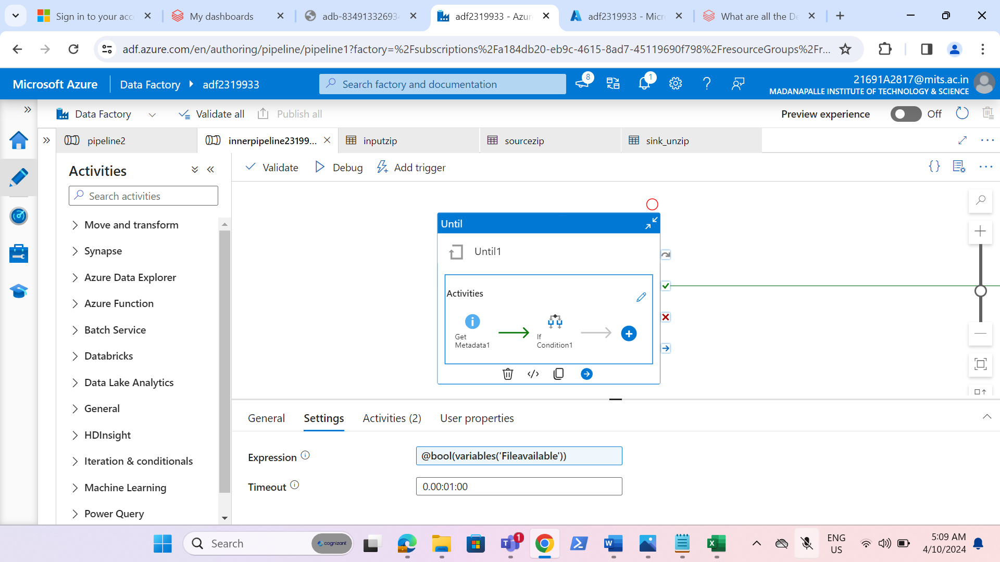 Sign in to your acc
My dashboards
adb-83491332693
adf2319933 - Azur
adf2319933 - Micr
What are all the De
adf.azure.com/en/authoring/pipeline/pipeline1?factory=%2Fsubscriptions%2Fa184db20-eb9c-4615-8ad7-45119690f798%2FresourceGroups%2Fr...
Microsoft Azure
Data Factory
adf2319933
Search factory and documentation
8
1
21691A2817@mits.ac.in
MADANAPALLE INSTITUTE OF TECHNOLOGY & SCIENCE
Data Factory
Validate all
Publish all
Preview experience
Off
pipeline2
innerpipeline23199...
inputzip
sourcezip
sink_unzip
Activities
Validate
Debug
Add trigger
Search activities
Move and transform
Synapse
Azure Data Explorer
Azure Function
Batch Service
Databricks
Data Lake Analytics
General
HDInsight
Iteration & conditionals
Machine Learning
Power Query
Until
Until1
Activities
Get
Metadata1
If
Condition1
General
Settings
Activities (2)
User properties
Expression
@bool(variables('Fileavailable'))
Timeout
0.00:01:00
Search
cognizant
1
ENG
US
5:09 AM
4/10/2024